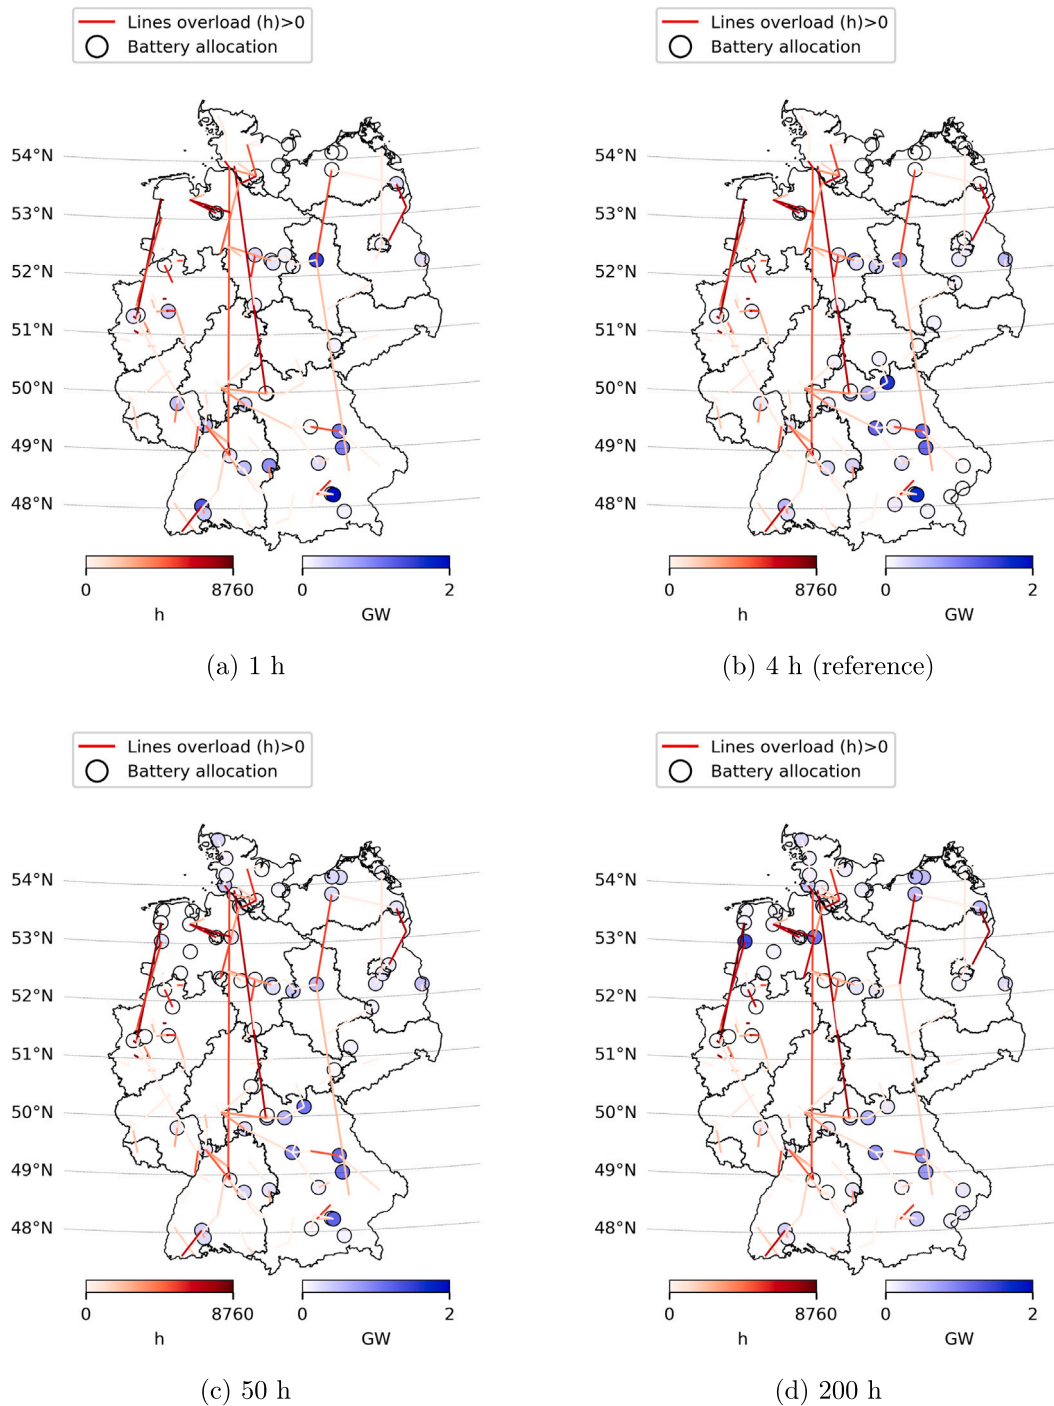 Lines overload (h)>0
Battery allocation
54°N
53°N
52°N
51°N
50°N
49°N
48°N
0
8760
h
0
2
GW
(a) 1 h
Lines overload (h)>0
Battery allocation
54°N
53°N
52°N
51°N
50°N
49°N
48°N
0
8760
h
0
2
GW
(b) 4 h (reference)
Lines overload (h)>0
Battery allocation
54°N
53°N
52°N
51°N
50°N
49°N
48°N
0
8760
h
0
2
GW
(c) 50 h
Lines overload (h)>0
Battery allocation
54°N
53°N
52°N
51°N
50°N
49°N
48°N
0
8760
h
0
2
GW
(d) 200 h